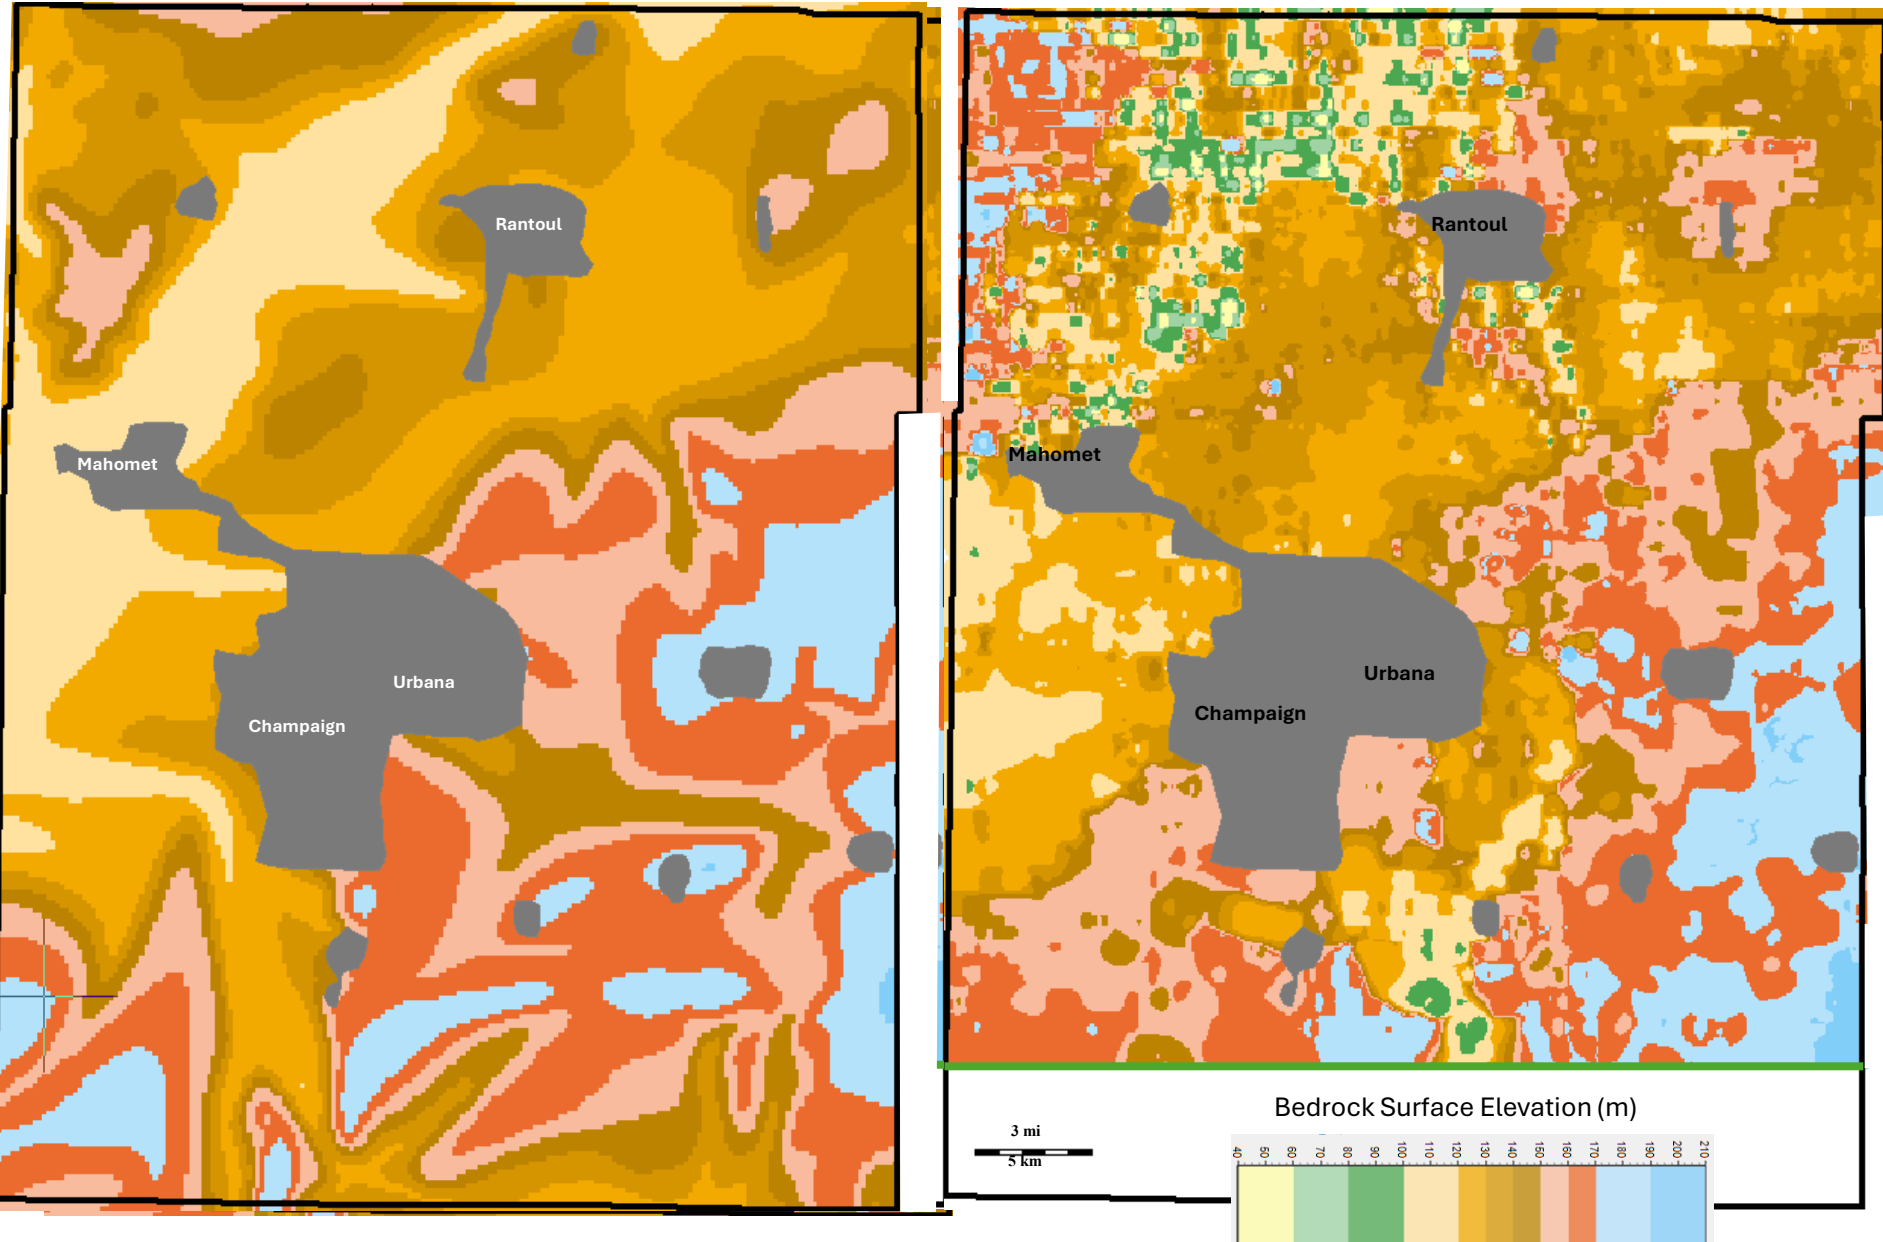 Rantoul
Mahomet
Urbana
Champaign
Rantoul
Mahomet
Urbana
Champaign
Bedrock Surface Elevation (m)
3 mi
5 km
40 50 60 70 80 90 100 110 120 130 140 150 160 170 180 190 200 210